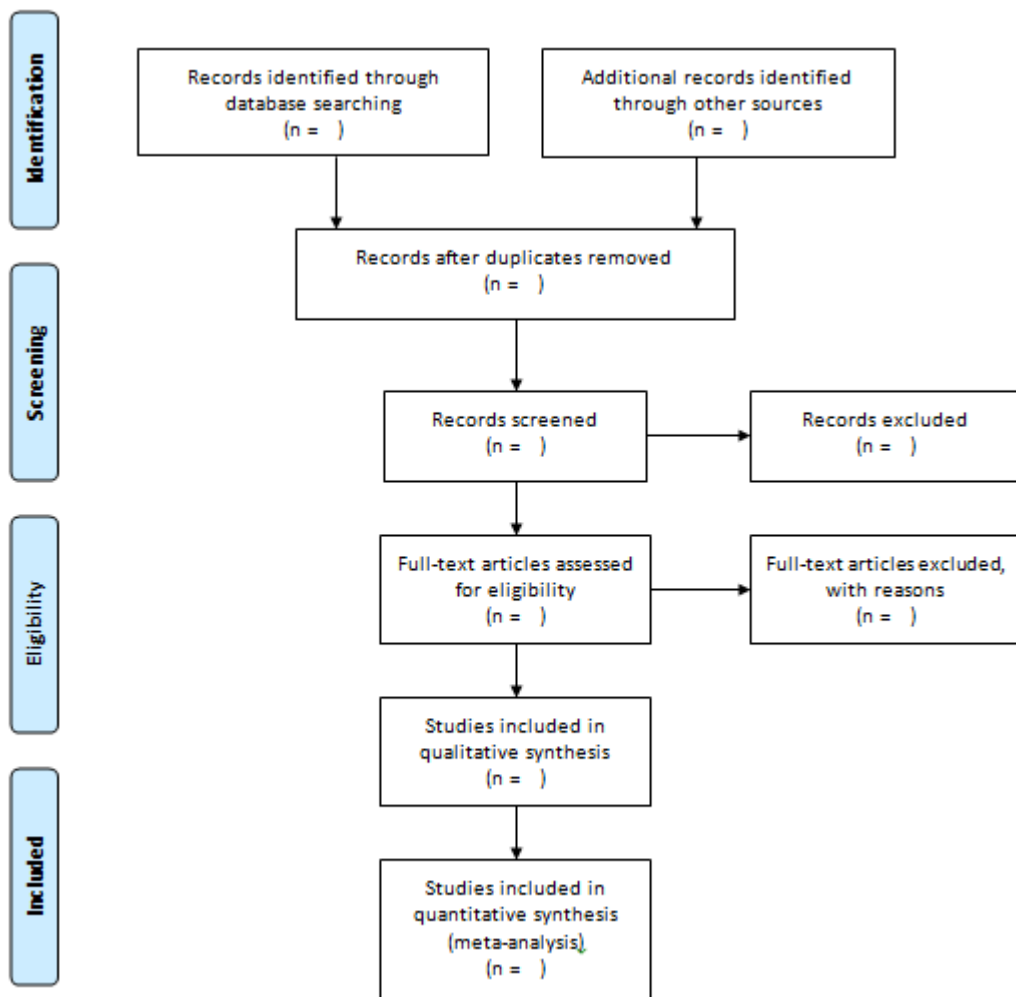 Identification
Records identified through
database searching
(n =   )
Additional records identified
through other sources
(n =   )
Records after duplicates removed
(n =   )
Screening
Records screened
(n =   )
Records excluded
(n =   )
Eligibility
Full-text articles assessed
for eligibility
(n =   )
Full-text articles excluded,
with reasons
(n =   )
Studies included in
qualitative synthesis
(n =   )
Included
Studies included in
quantitative synthesis
(meta-analysis)
(n =   )